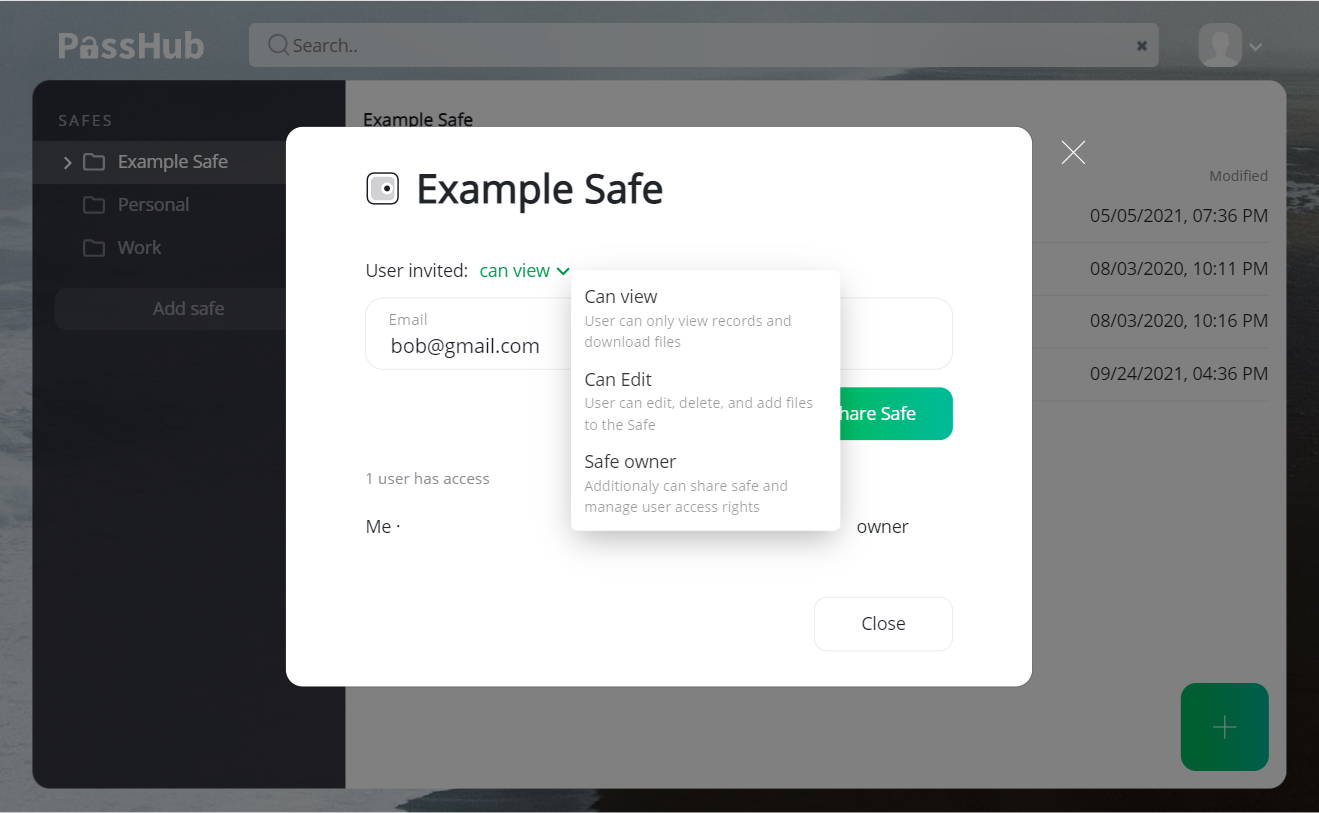 PassHub
Search..
SAFES
Example Safe
Example Safe
Personal
Work
Add safe
Modified
05/05/2021, 07:36 PM
08/03/2020, 10:11 PM
08/03/2020, 10:16 PM
09/24/2021, 04:36 PM
Example Safe
User invited: can view
Email
bob@gmail.com
Can view
User can only view records and
download files
Can Edit
User can edit, delete, and add files
to the Safe
Safe owner
Additionaly can share safe and
manage user access rights
hare Safe
1 user has access
Me · owner
Close